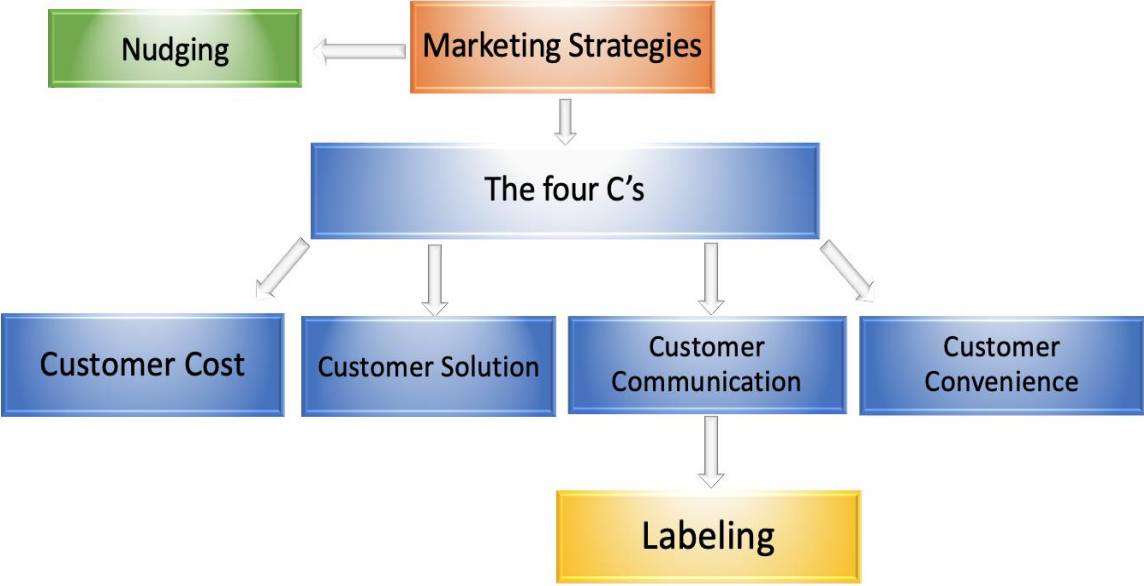 Nudging
Marketing Strategies
The four C’s
Customer Cost
Customer Solution
Customer
Communication
Customer
Convenience
Labeling